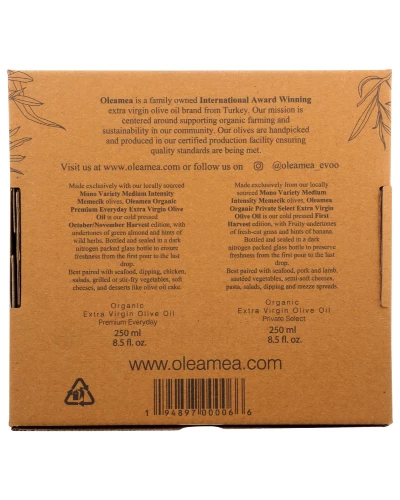 Oleamea is a family owned International Award Winning
extra virgin olive oil brand from Turkey. Our mission is
centered around supporting organic farming and
sustainability in our community. Our olives are handpicked
and produced in our certified production facility ensuring
quality standards are being met.
Visit us at www.oleamea.com or follow us on @oleamea_evoo
Made exclusively with our locally sourced
Mono Variety Medium Intensity
Memecik olives, Oleamea Organic
Premium Everyday Extra Virgin Olive
Oil is our cold pressed
October/November Harvest edition, with
undertones of green almond and hints of
wild herbs. Bottled and sealed in a dark
nitrogen packed glass bottle to ensure
freshness from the first pour to the last
drop.
Best paired with seafood, dipping, chicken,
salads, grilled or stir-fry vegetables, soft
cheeses, and desserts like olive oil cake.
Made exclusively from our locally
sourced Mono Variety Medium
Intensity Memecik olives, Oleamea
Organic Private Select Extra Virgin
Olive Oil is our cold pressed First
Harvest edition, with Fruity undertones
of fresh-cut grass and hints of banana.
Bottled and sealed in a dark
nitrogen packed glass bottle to ensure
freshness from the first pour to the
last drop.
Best paired with seafood, pork and lamb,
sautéed vegetables, semi-soft cheeses,
pasta, salads, dipping and freeze spreads.
Organic
Extra Virgin Olive Oil
Premium Everyday
250 ml
8.5 fl. oz.
Organic
Extra Virgin Olive Oil
Private Select
250 ml
8.5 fl. oz.
www.oleamea.com
1 94897 00006 6